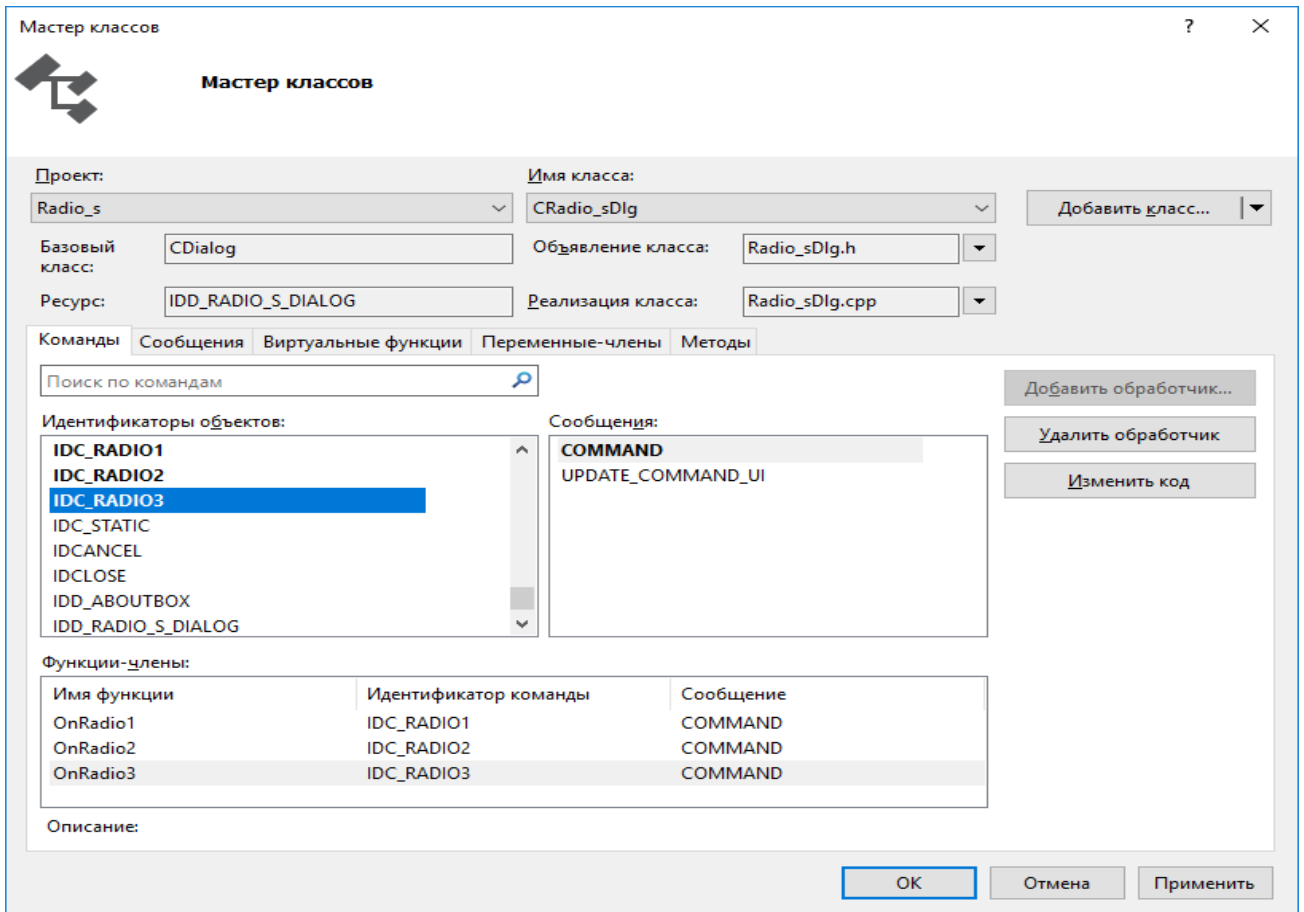 Мастер классов
?
Мастер классов
Проект: Имя класса:
Radio_s CRadio_sDlg Добавить класс...
Базовый класс: CDialog Объявление класса: Radio_sDlg.h
Ресурс: IDD_RADIO_S_DIALOG Реализация класса: Radio_sDlg.cpp
Команды Сообщения Виртуальные функции Переменные-члены Методы
Поиск по командам Добавить обработчик...
Идентификаторы объектов: Сообщения:
Удалить обработчик
IDC_RADIO1 COMMAND
IDC_RADIO2 UPDATE_COMMAND_UI
Изменить код
IDC_RADIO3
IDC_STATIC
IDCANCEL
IDCLOSE
IDD_ABOUTBOX
IDD_RADIO_S_DIALOG
Функции-члены:
Имя функции Идентификатор команды Сообщение
OnRadio1 IDC_RADIO1 COMMAND
OnRadio2 IDC_RADIO2 COMMAND
OnRadio3 IDC_RADIO3 COMMAND
Описание:
OK Отмена Применить